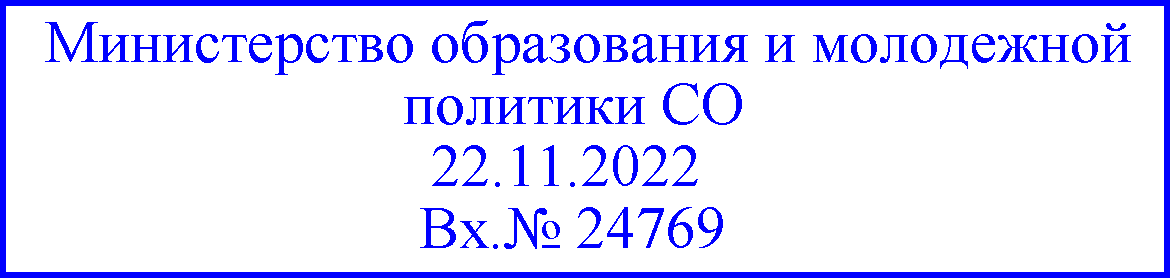 Министерство образования и молодежной
политики СО
22.11.2022
Вх.№ 24769